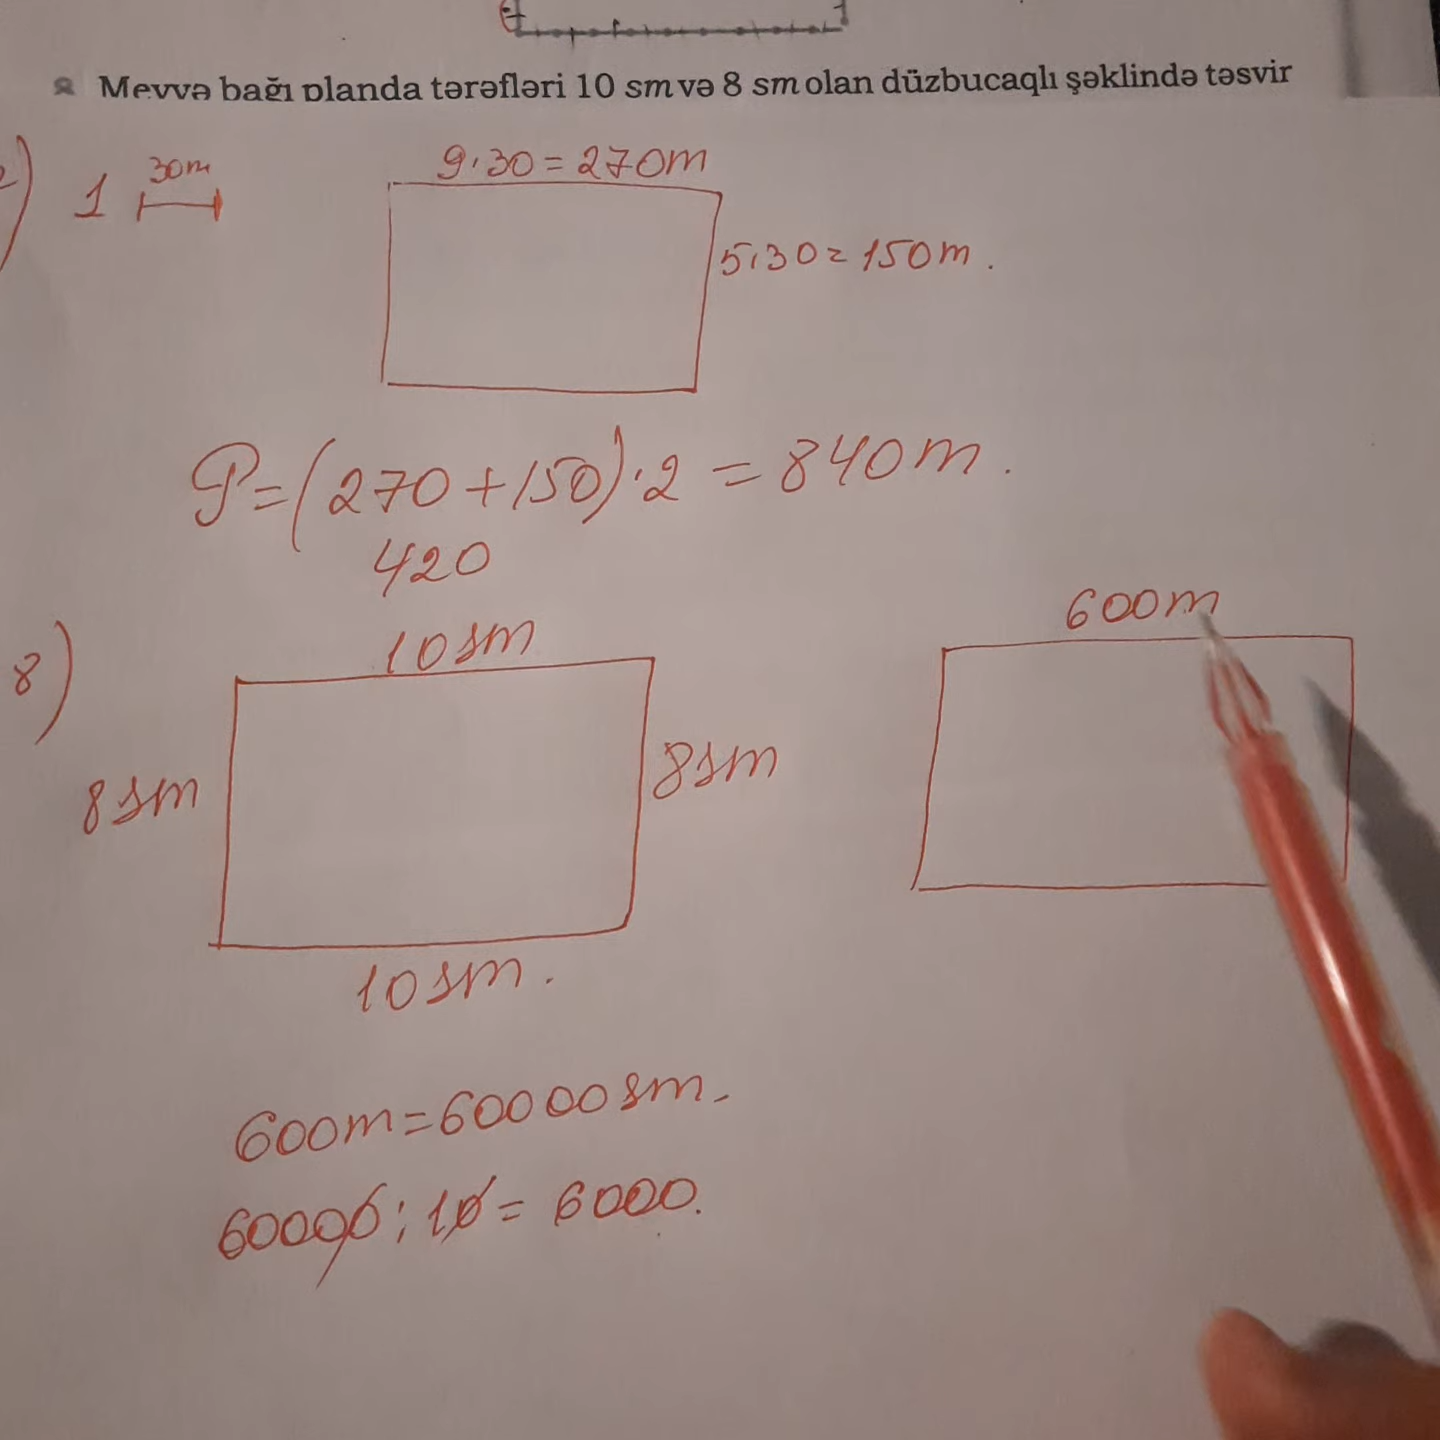 8 Meyvə bağı planda tərəfləri 10 sm və 8 sm olan düzbucaqlı şəklində təsvir
1 30m
9·30=270m
5·30=150m.
P=(270+150)·2=840m.
420
8)
10sm
600m
8sm
8sm
10sm.
600m=60000sm.
60000:10=6000.